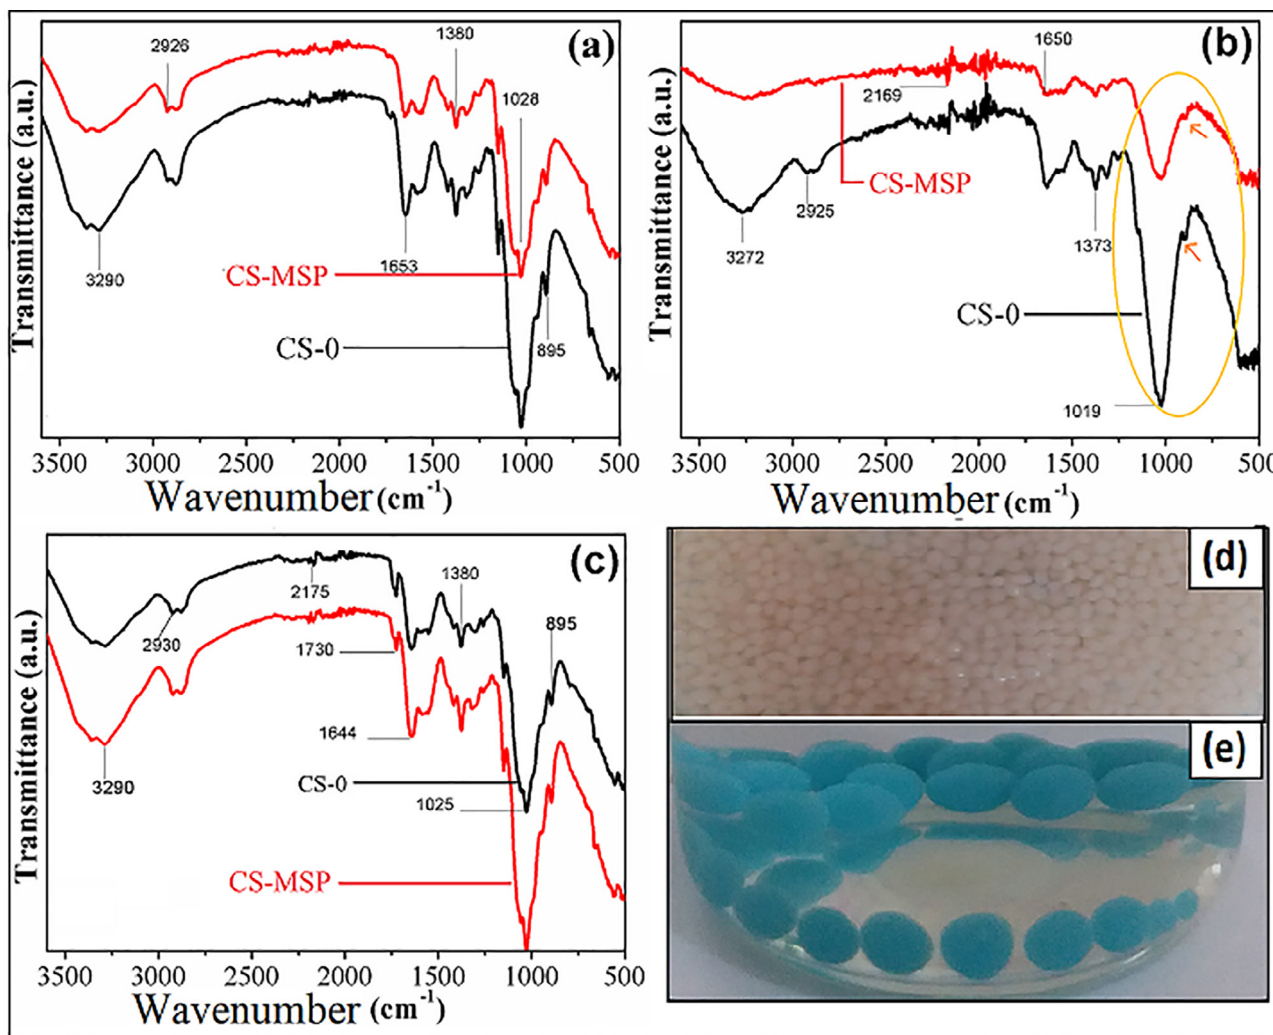 (a)
2926
1380
1028
CS-MSP
1653
3290
CS-0
895
Transmittance (a.u.)
3500 3000 2500 2000 1500 1000 500
Wavenumber (cm⁻¹)
(b)
1650
2169
CS-MSP
2925
3272
1373
CS-0
1019
Transmittance (a.u.)
3500 3000 2500 2000 1500 1000 500
Wavenumber (cm⁻¹)
(c)
2175
1380
2930
1730
895
1644
3290
CS-0
1025
CS-MSP
Transmittance (a.u.)
3500 3000 2500 2000 1500 1000 500
Wavenumber (cm⁻¹)
(d)
(e)